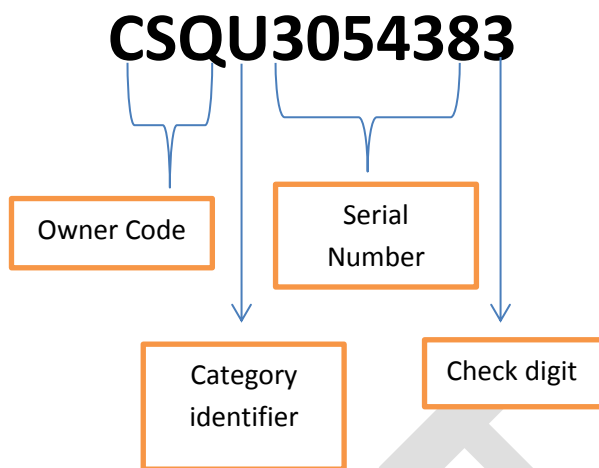 CSQU3054383
Owner Code
Serial
Number
Category
identifier
Check digit